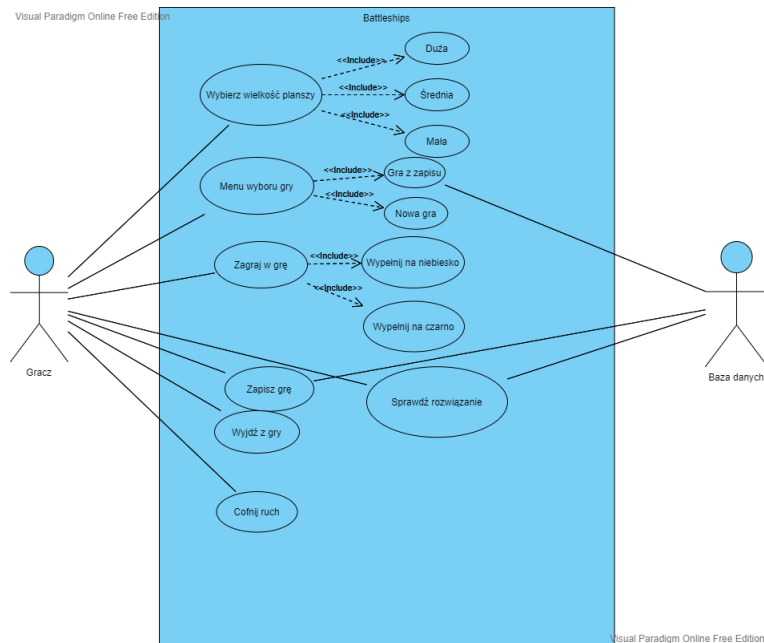 Visual Paradigm Online Free Edition
Battleships
Duża
<<Include>>
Wybierz wielkość planszy
<<Include>>
Średnia
<<Include>>
Mała
<<Include>>
Gra z zapisu
Menu wyboru gry
<<Include>>
Nowa gra
<<Include>>
Wypełnij na niebiesko
Zagraj w grę
<<Include>>
Wypełnij na czarno
Gracz
Baza danych
Zapisz grę
Sprawdź rozwiązanie
Wyjdź z gry
Cofnij ruch
Visual Paradigm Online Free Edition